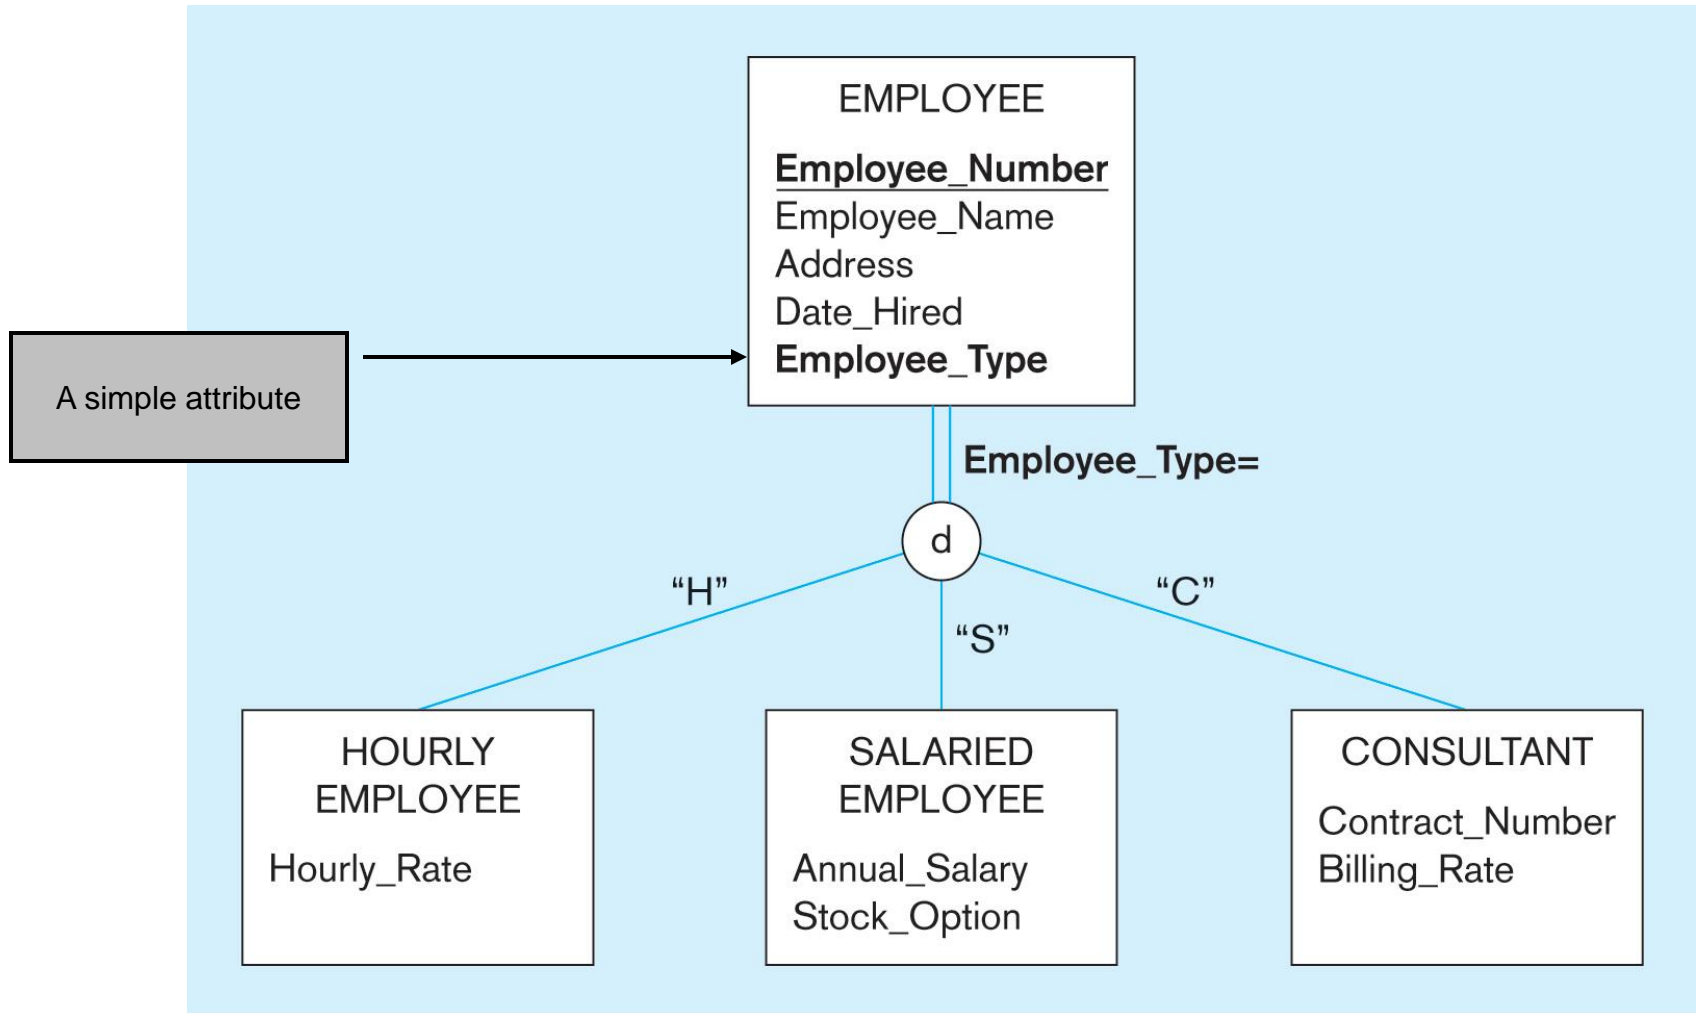 EMPLOYEE
Employee_Number
Employee_Name
Address
Date_Hired
Employee_Type
A simple attribute
Employee_Type=
d
“H”
“S”
“C”
HOURLY
EMPLOYEE
Hourly_Rate
SALARIED
EMPLOYEE
Annual_Salary
Stock_Option
CONSULTANT
Contract_Number
Billing_Rate